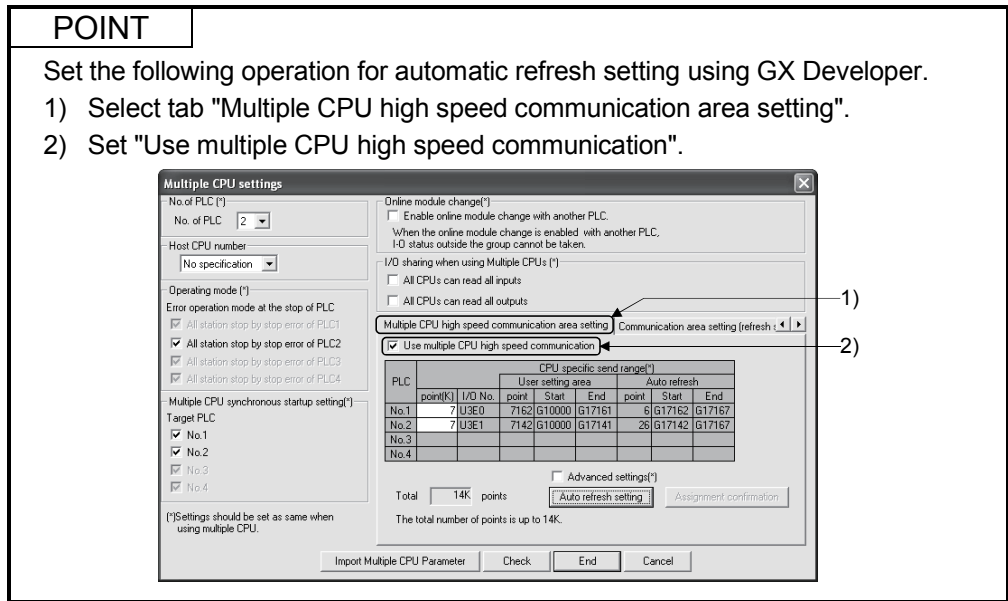 POINT
Set the following operation for automatic refresh setting using GX Developer.
1) Select tab "Multiple CPU high speed communication area setting".
2) Set "Use multiple CPU high speed communication".
Multiple CPU settings
No.of PLC (*)
No. of PLC 2
Host CPU number
No specification
Operating mode (*)
Error operation mode at the stop of PLC
All station stop by stop error of PLC1
All station stop by stop error of PLC2
All station stop by stop error of PLC3
All station stop by stop error of PLC4
Multiple CPU synchronous startup setting(*)
Target PLC
No.1
No.2
No.3
No.4
(*)Settings should be set as same when
using multiple CPU.
Online module change(*)
Enable online module change with another PLC.
When the online module change is enabled with another PLC,
I-O status outside the group cannot be taken.
I/O sharing when using Multiple CPUs (*)
All CPUs can read all inputs
All CPUs can read all outputs
1)
Multiple CPU high speed communication area setting Communication area setting (refresh
Use multiple CPU high speed communication
2)
CPU specific send range(*)
PLC User setting area Auto refresh
point(K) I/O No. point Start End point Start End
No.1 7 U3E0 7162 G10000 G17161 6 G17162 G17167
No.2 7 U3E1 7142 G10000 G17141 26 G17142 G17167
No.3
No.4
Advanced settings(*)
Total 14K points Auto refresh setting Assignment confirmation
The total number of points is up to 14K.
Import Multiple CPU Parameter Check End Cancel